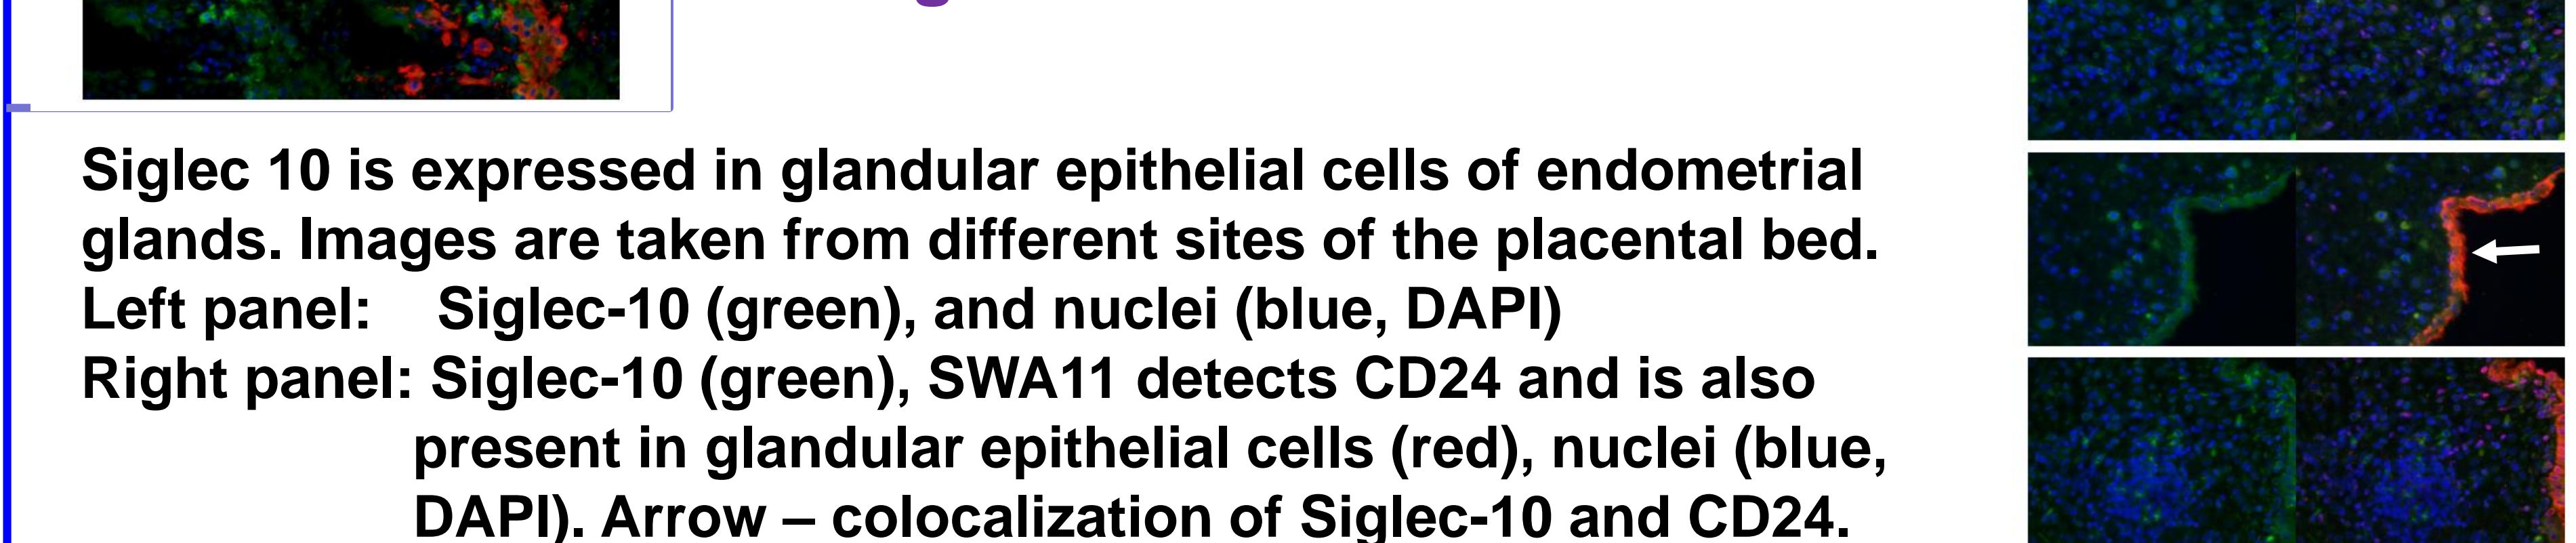 Siglec 10 is expressed in glandular epithelial cells of endometrial
glands. Images are taken from different sites of the placental bed.
Left panel: Siglec-10 (green), and nuclei (blue, DAPI)
Right panel: Siglec-10 (green), SWA11 detects CD24 and is also
present in glandular epithelial cells (red), nuclei (blue,
DAPI). Arrow – colocalization of Siglec-10 and CD24.